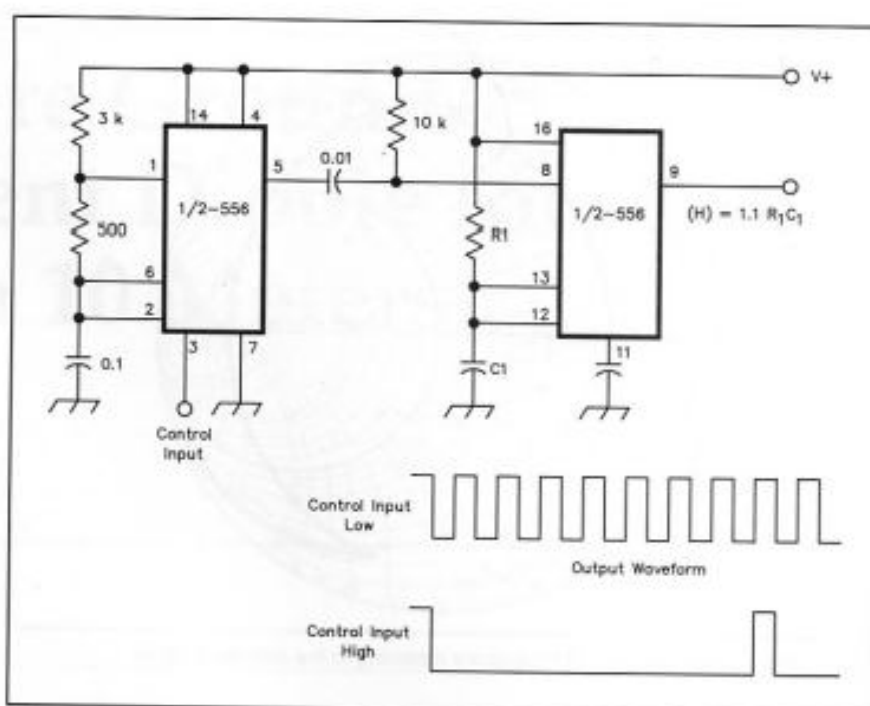 V+
3 k
14
4
10 k
16
1
5
0.01
8
9
1/2-556
1/2-556
(H) = 1.1 R₁C₁
500
R1
6
13
2
12
0.1
3
7
C1
11
Control
Input
Control Input
Low
Output Waveform
Control Input
High